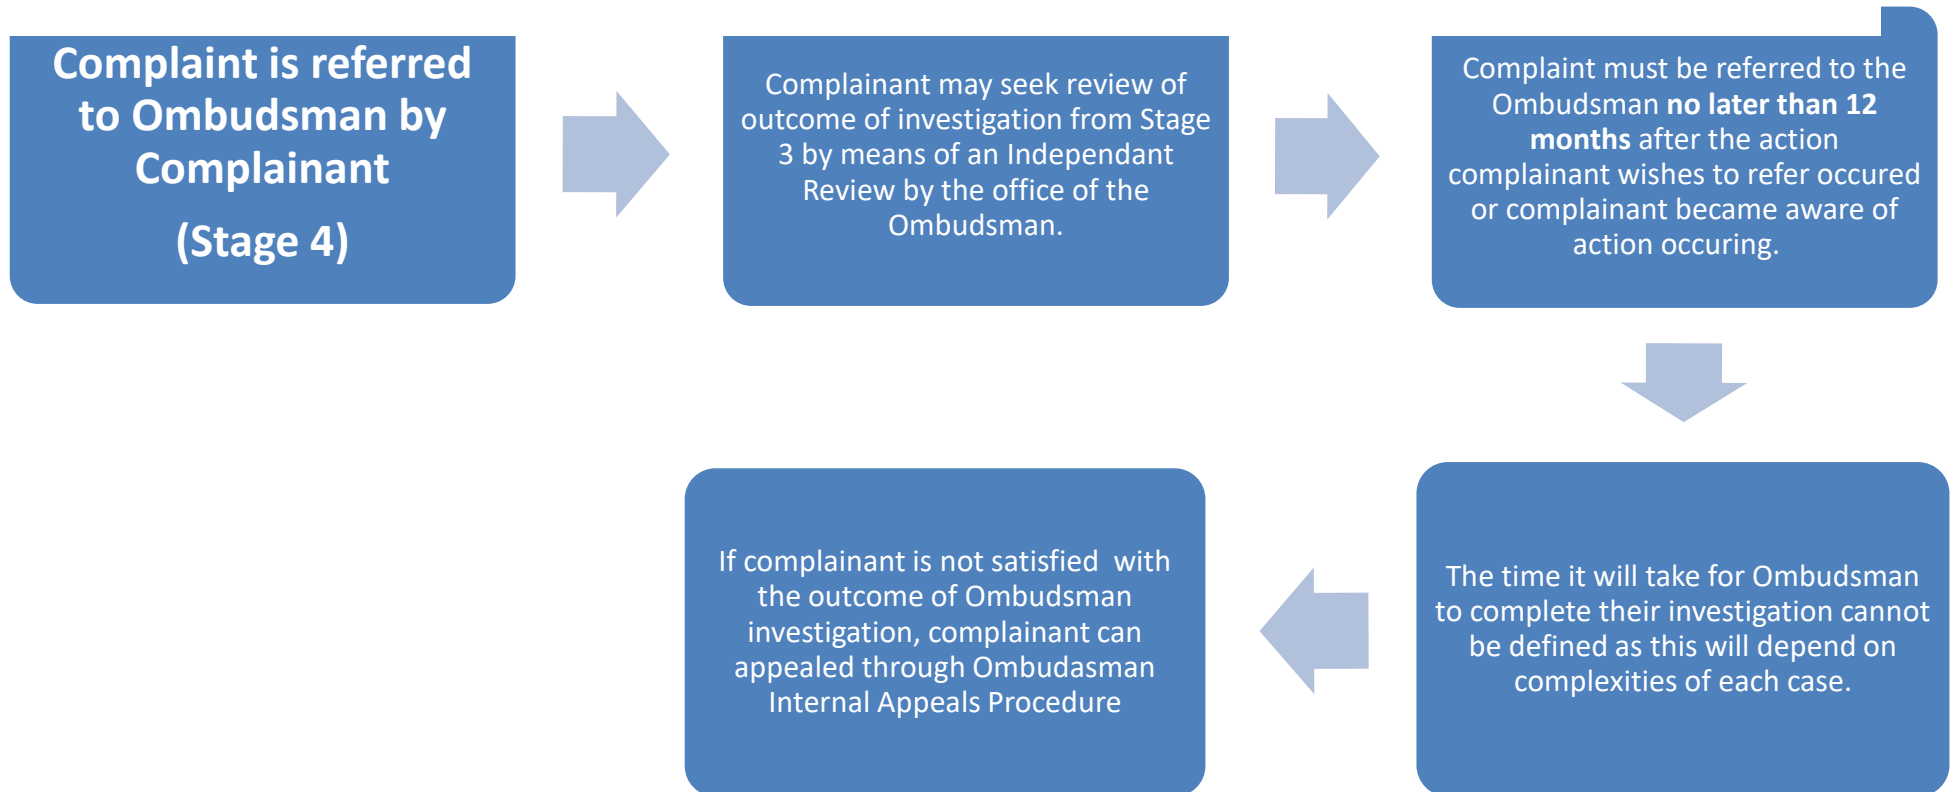 Complaint is referred
to Ombudsman by
Complainant
(Stage 4)
Complainant may seek review of
outcome of investigation from Stage
3 by means of an Independant
Review by the office of the
Ombudsman.
Complaint must be referred to the
Ombudsman no later than 12
months after the action
complainant wishes to refer occured
or complainant became aware of
action occuring.
The time it will take for Ombudsman
to complete their investigation cannot
be defined as this will depend on
complexities of each case.
If complainant is not satisfied  with
the outcome of Ombudsman
investigation, complainant can
appealed through Ombudasman
Internal Appeals Procedure